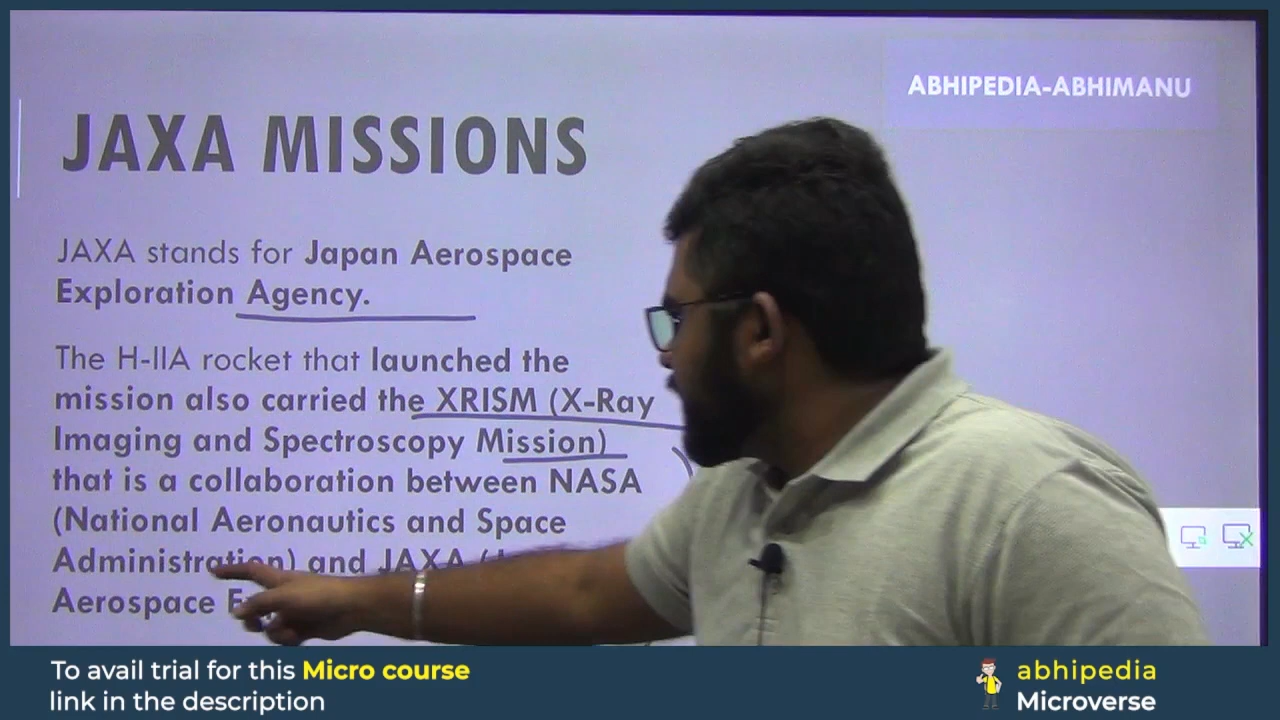 ABHIPEDIA-ABHIMANU
JAXA MISSIONS
JAXA stands for Japan Aerospace
Exploration Agency.
The H-IIA rocket that launched the
mission also carried the XRISM (X-Ray
Imaging and Spectroscopy Mission)
that is a collaboration between NASA
(National Aeronautics and Space
Administration) and JAXA
Aerospace
To avail trial for this Micro course
link in the description
abhipedia
Microverse